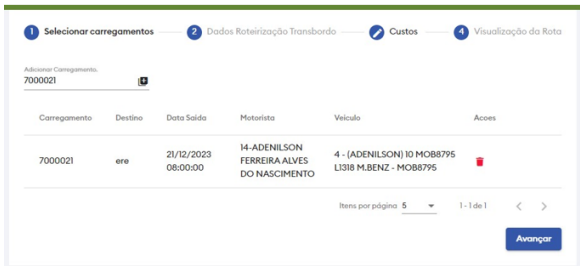 1 Selecionar carregamentos 2 Dados Roteirização Transbordo Custos 4 Visualização da Rota
Adicionar Carregamento.
7000021
Carregamento Destino Data Saída Motorista Veículo Acoes
7000021 ere 21/12/2023 08:00:00 14-ADENILSON FERREIRA ALVES DO NASCIMENTO 4 - (ADENILSON) 10 MOB8795 L1318 M.BENZ - MOB8795
Itens por página 5 1 - 1 de 1
Avançar